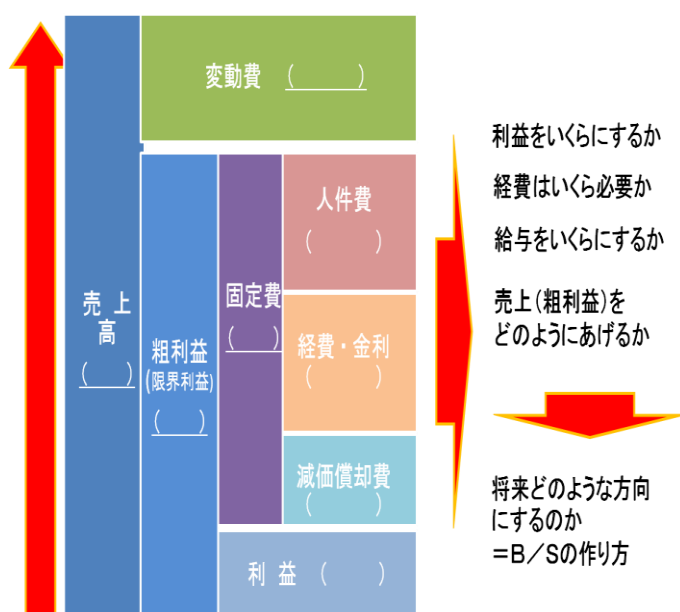 変動費 (      )
売 上
高
(   )
粗利益
(限界利益)
(   )
固定費
(   )
人件費
(      )
経費・金利
(      )
減価償却費
(      )
利 益 (     )
利益をいくらにするか
経費はいくら必要か
給与をいくらにするか
売上(粗利益)を
どのようにあげるか
将来どのような方向
にするのか
＝B／Sの作り方